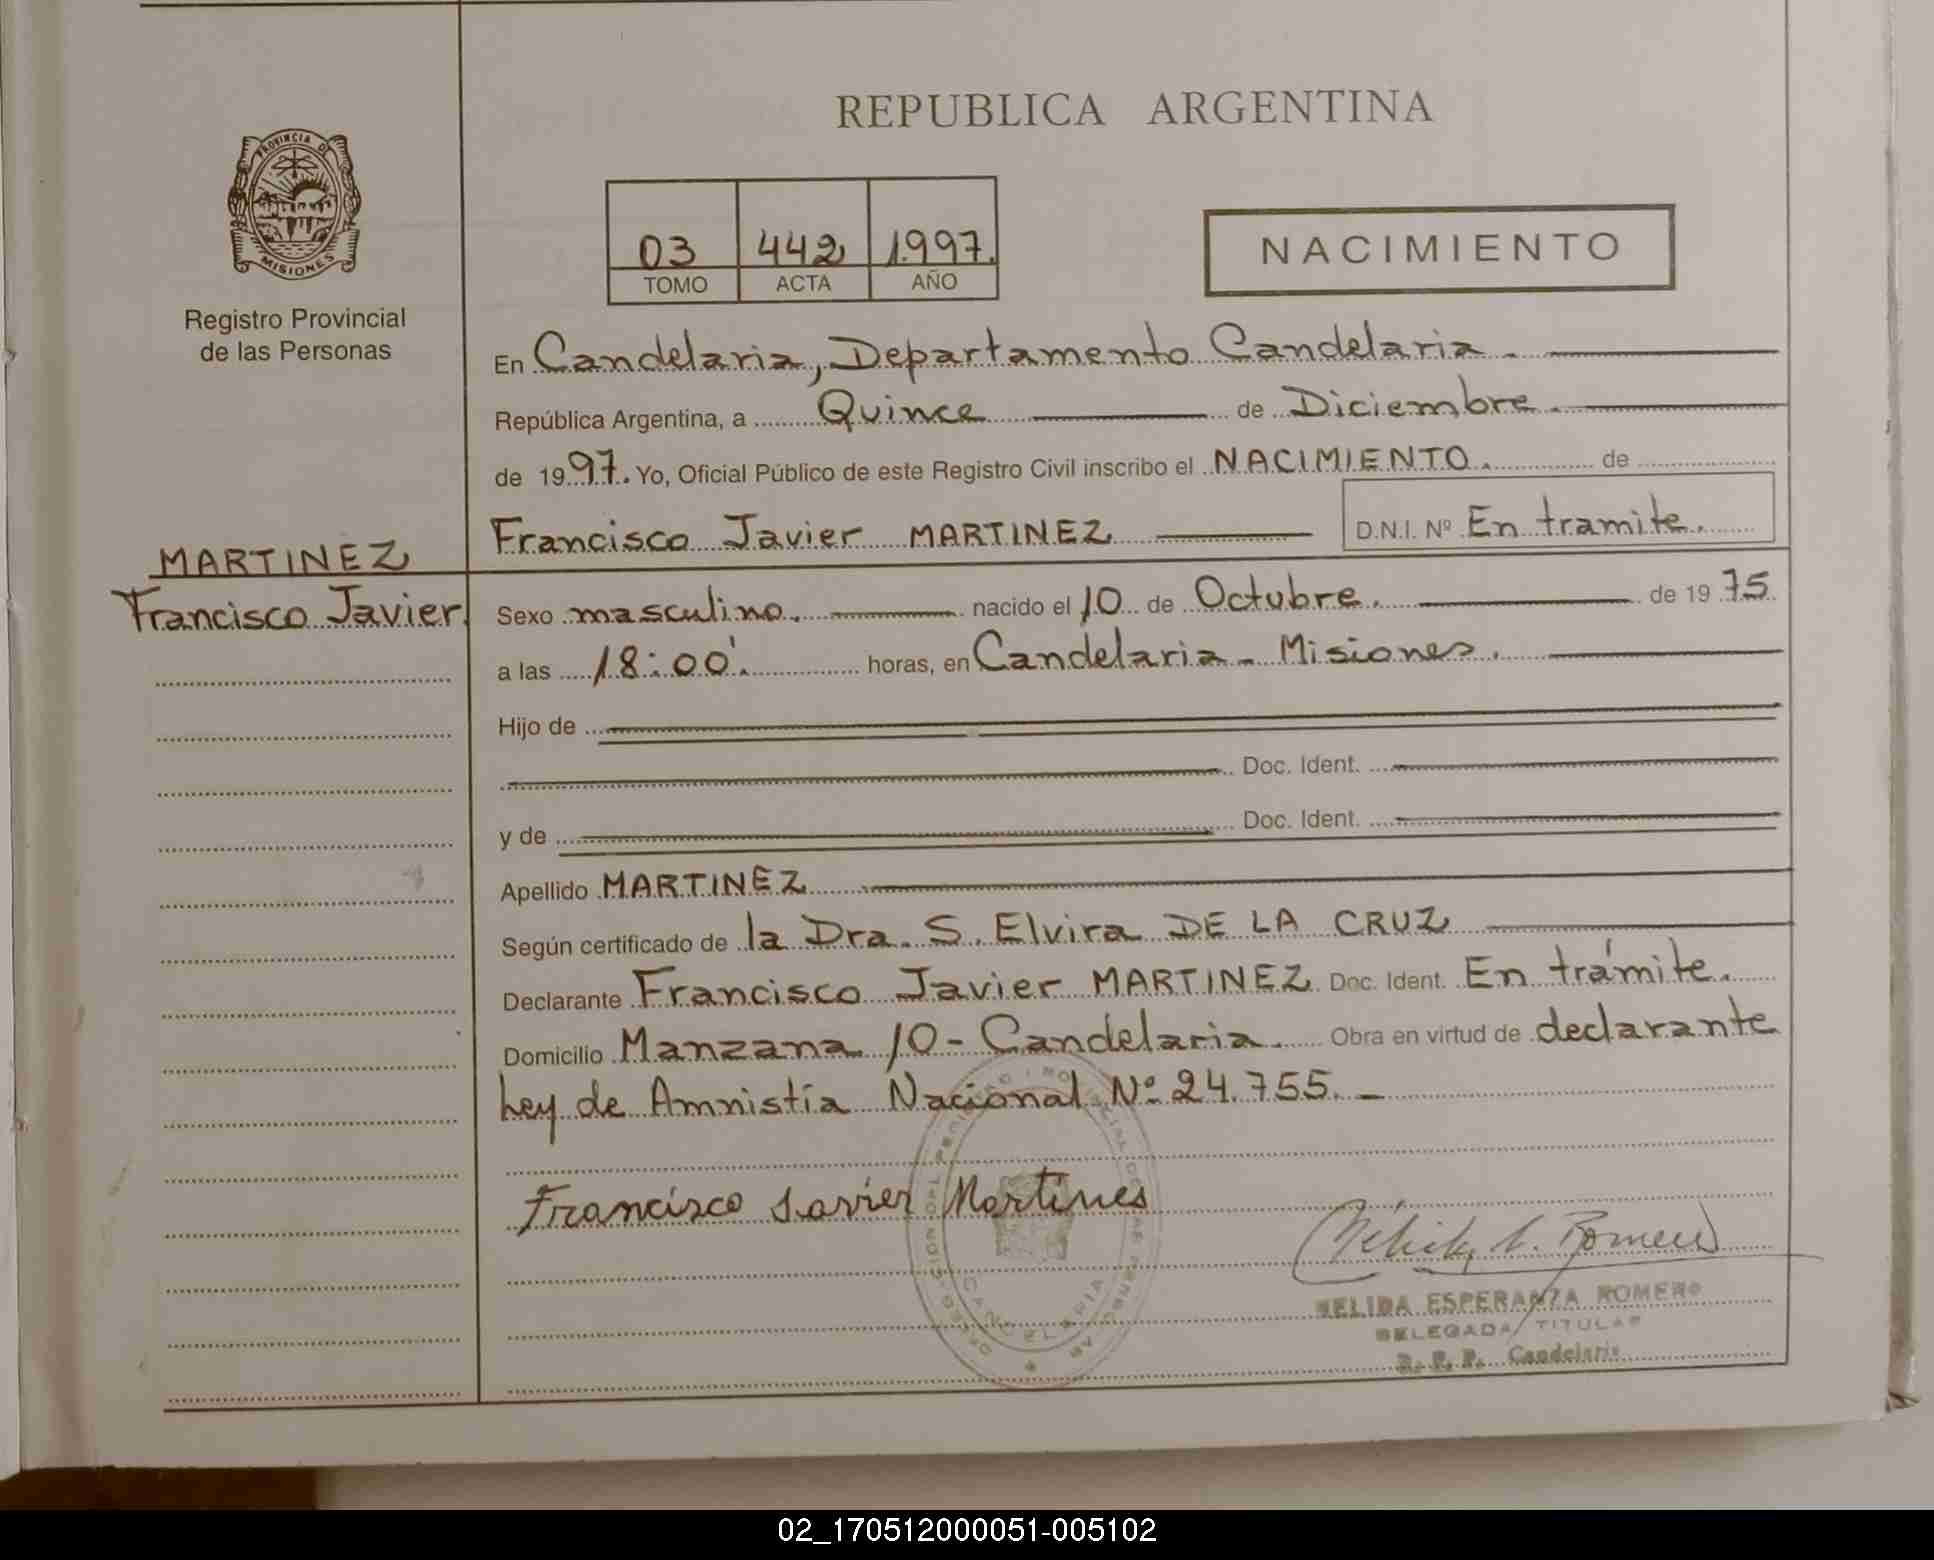 REPUBLICA ARGENTINA
PROVINCIA DE
MISIONES
Registro Provincial
de las Personas
03 442 1997.
TOMO ACTA AÑO
NACIMIENTO
En Candelaria, Departamento Candelaria.
República Argentina, a Quince de Diciembre.
de 1997. Yo, Oficial Público de este Registro Civil inscribo el NACIMIENTO. de
Francisco Javier MARTINEZ D.N.I. Nº En tramite.
MARTINEZ
Francisco Javier.
Sexo masculino. nacido el 10 de Octubre. de 1975
a las 18:00'. horas, en Candelaria - Misiones.
Hijo de
Doc. Ident.
y de Doc. Ident.
Apellido MARTINEZ
Según certificado de la Dra. S. Elvira DE LA CRUZ
Declarante Francisco Javier MARTINEZ Doc. Ident. En trámite.
Domicilio Manzana 10 - Candelaria. Obra en virtud de declarante
Ley de Amnistía Nacional Nº 24.755. -
Francisco Javier Martines
CANDELARIA
NELIDA ESPERANZA ROMERO
DELEGADA TITULAR
R. P. P. Candelaria
02_170512000051-005102